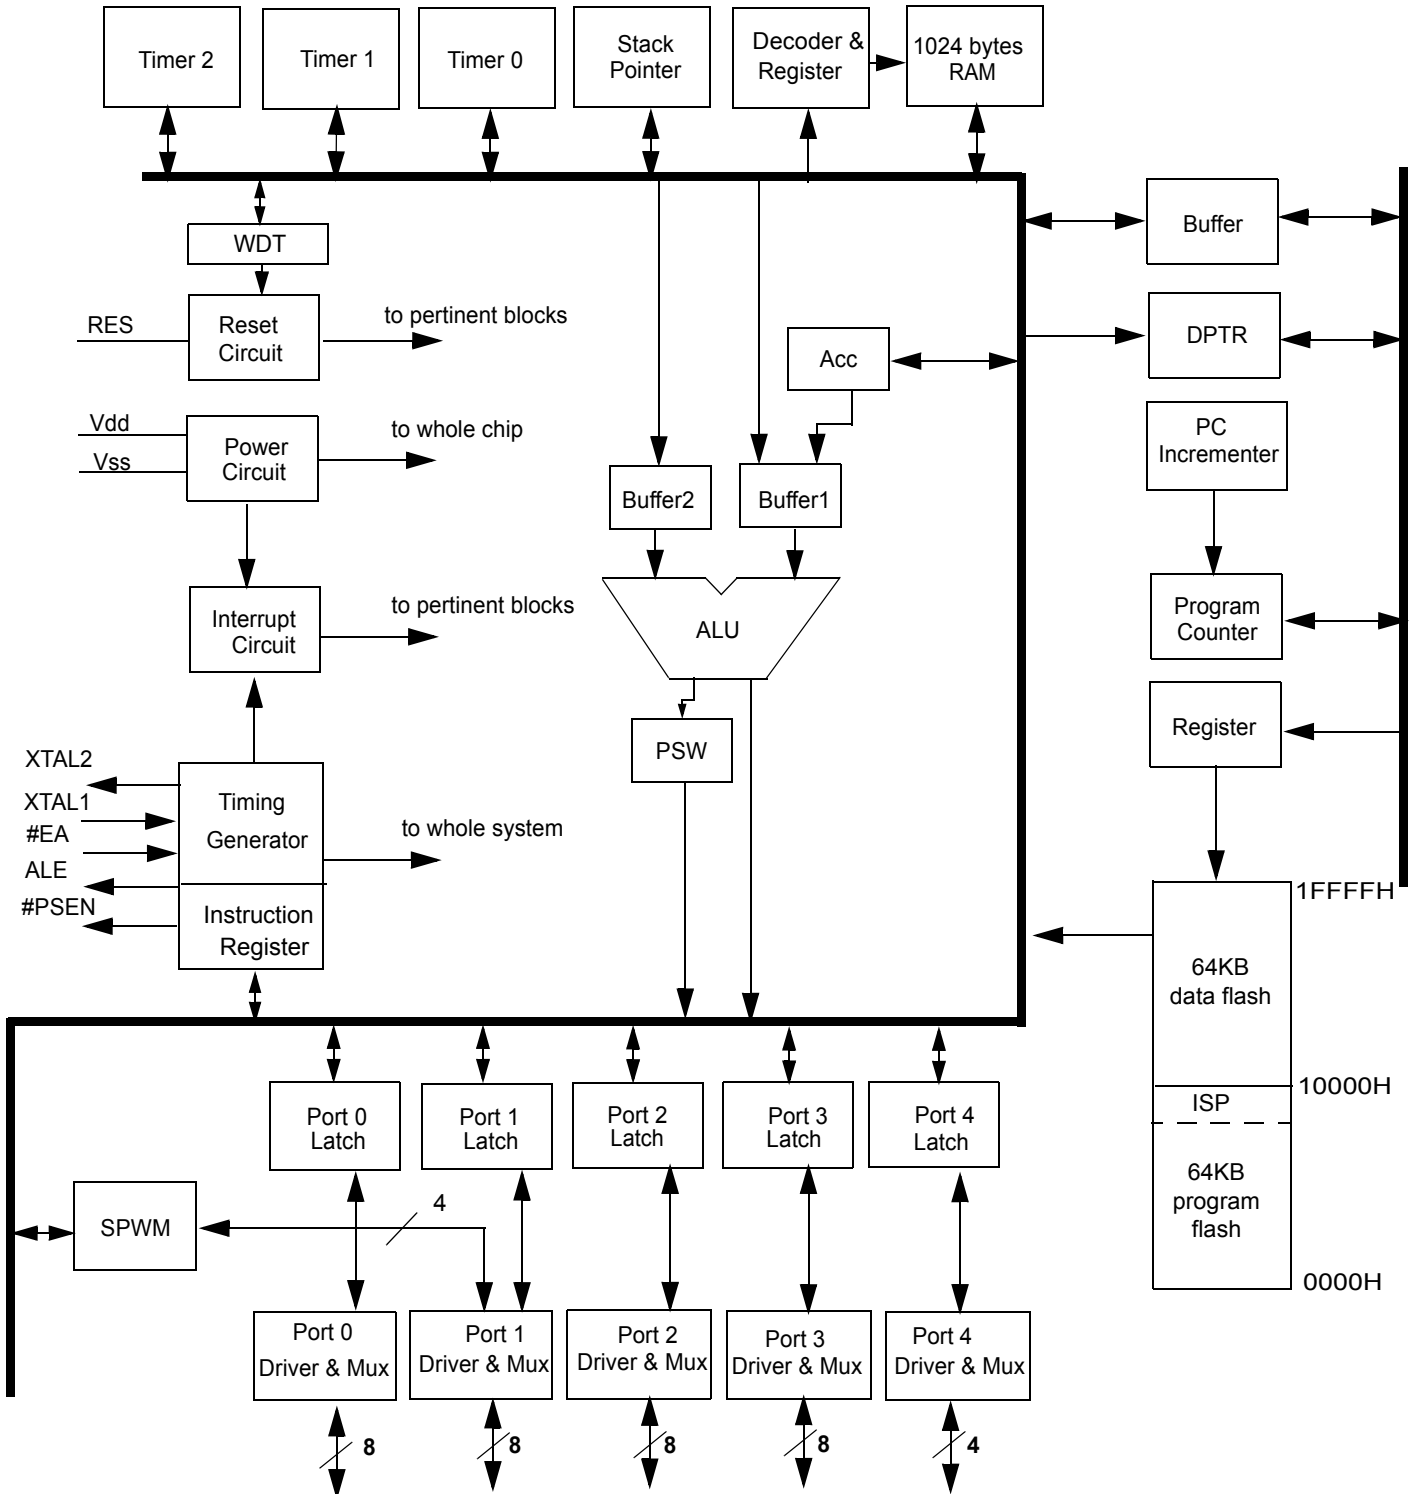 Timer 2
Timer 1
Timer 0
Stack
Pointer
Decoder &
Register
1024 bytes
RAM
WDT
Buffer
RES
Reset
Circuit
to pertinent blocks
Acc
DPTR
Vdd
Vss
Power
Circuit
to whole chip
PC
Incrementer
Buffer2
Buffer1
Interrupt
Circuit
to pertinent blocks
ALU
Program
Counter
PSW
Register
XTAL2
XTAL1
#EA
ALE
#PSEN
Timing
Generator
to whole system
Instruction
Register
1FFFFH
64KB
data flash
10000H
ISP
64KB
program
flash
0000H
Port 0
Latch
Port 1
Latch
Port 2
Latch
Port 3
Latch
Port 4
Latch
SPWM
4
Port 0
Driver & Mux
Port 1
Driver & Mux
Port 2
Driver & Mux
Port 3
Driver & Mux
Port 4
Driver & Mux
8
8
8
8
4